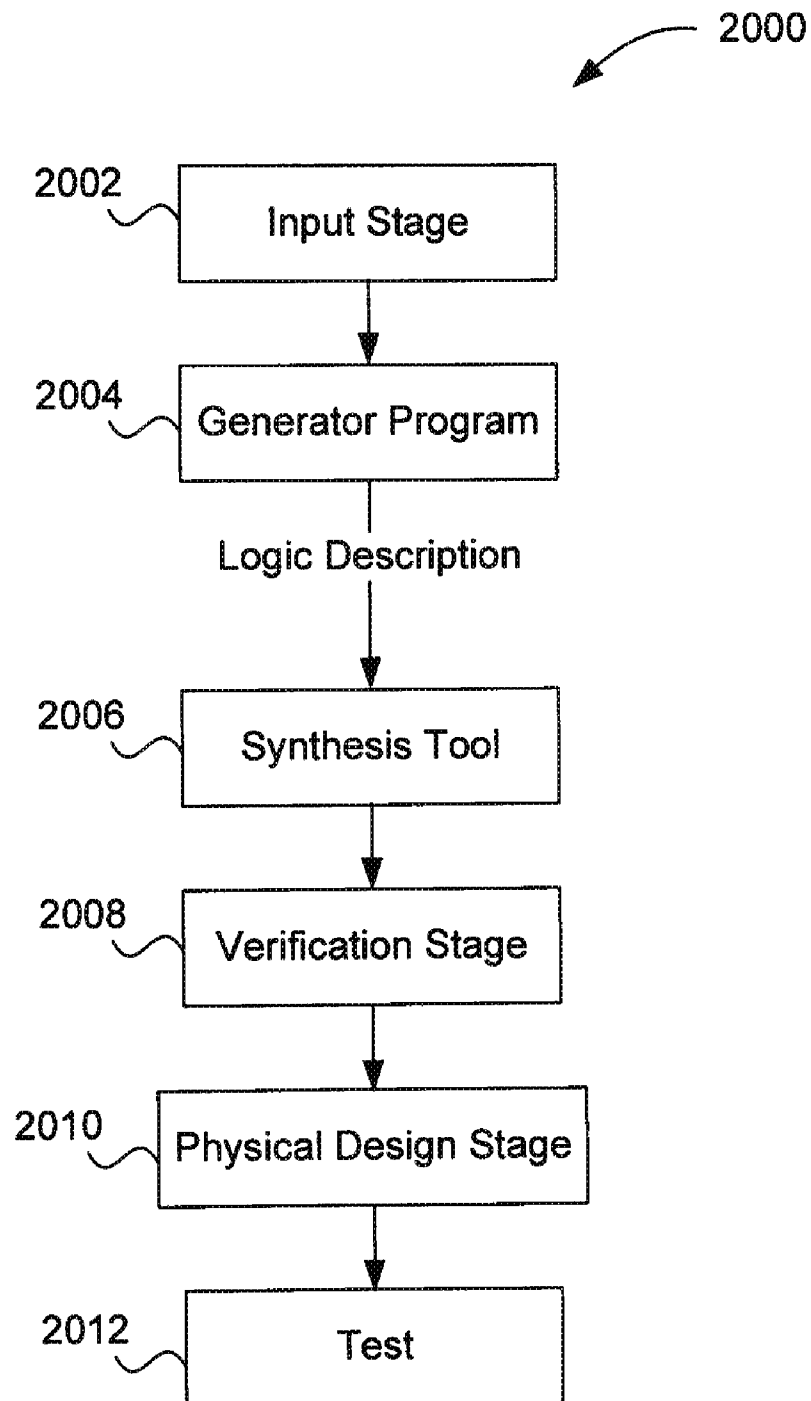 2000
2002
Input Stage
2004
Generator Program
Logic Description
2006
Synthesis Tool
2008
Verification Stage
2010
Physical Design Stage
2012
Test